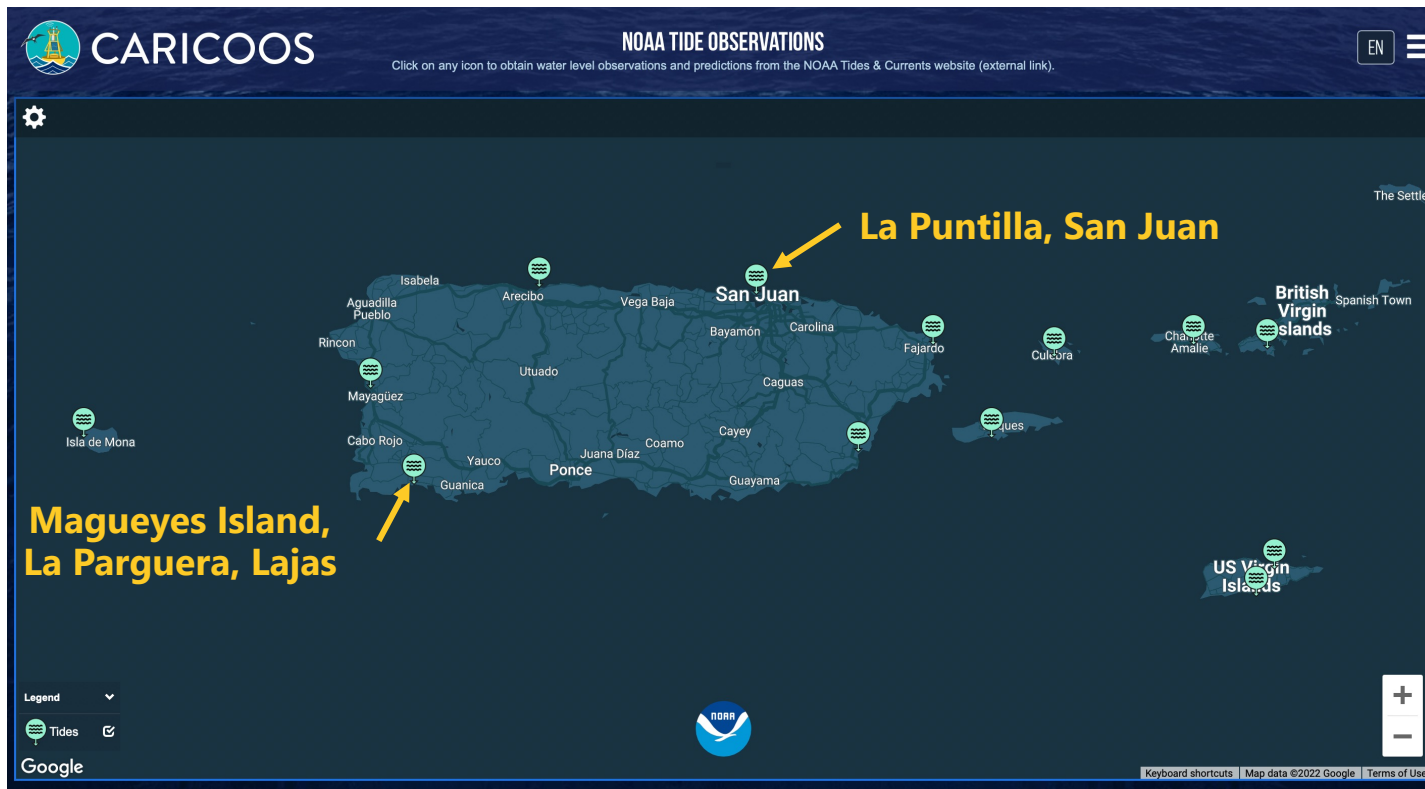 CARICOOS
NOAA TIDE OBSERVATIONS
Click on any icon to obtain water level observations and predictions from the NOAA Tides & Currents website (external link).
EN
The Settle
La Puntilla, San Juan
Isabela
Arecibo
Aguadilla
Pueblo
Vega Baja
San Juan
British
Virgin
Islands
Spanish Town
Rincon
Bayamón
Carolina
Fajardo
Culebra
Charlotte
Amalie
Utuado
Caguas
Mayagüez
Isla de Mona
Cabo Rojo
Yauco
Juana Díaz
Coamo
Cayey
Ponce
Guanica
Guayama
Magueyes Island,
La Parguera, Lajas
US Virgin
Islands
Legend
Tides
NOAA
Google
Keyboard shortcuts
Map data ©2022 Google
Terms of Use